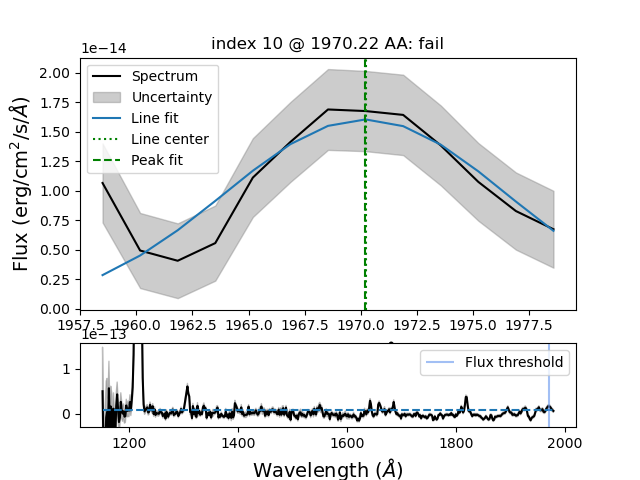 index 10 @ 1970.22 AA: fail
1e−14
Flux (erg/cm²/s/Å)
2.00
1.75
1.50
1.25
1.00
0.75
0.50
0.25
0.00
Spectrum
Uncertainty
Line fit
Line center
Peak fit
1957.5 1960.0 1962.5 1965.0 1967.5 1970.0 1972.5 1975.0 1977.5
1e−13
1
0
Flux threshold
1200 1400 1600 1800 2000
Wavelength (Å)